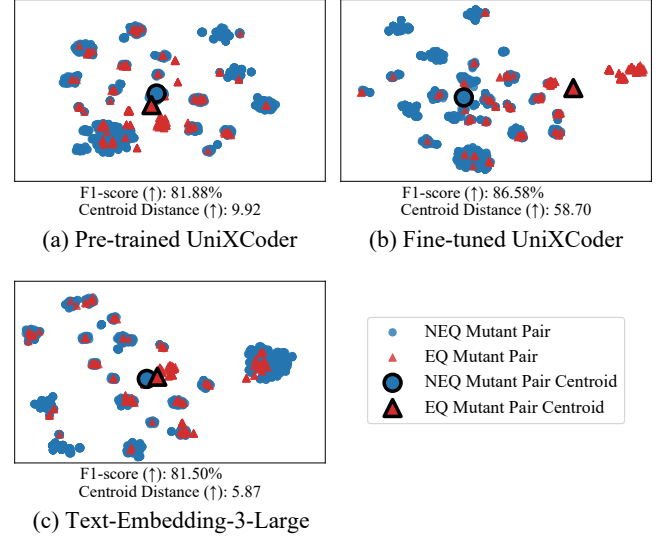 F1-score (↑): 81.88%
Centroid Distance (↑): 9.92
(a) Pre-trained UniXCoder
F1-score (↑): 86.58%
Centroid Distance (↑): 58.70
(b) Fine-tuned UniXCoder
F1-score (↑): 81.50%
Centroid Distance (↑): 5.87
(c) Text-Embedding-3-Large
NEQ Mutant Pair
EQ Mutant Pair
NEQ Mutant Pair Centroid
EQ Mutant Pair Centroid